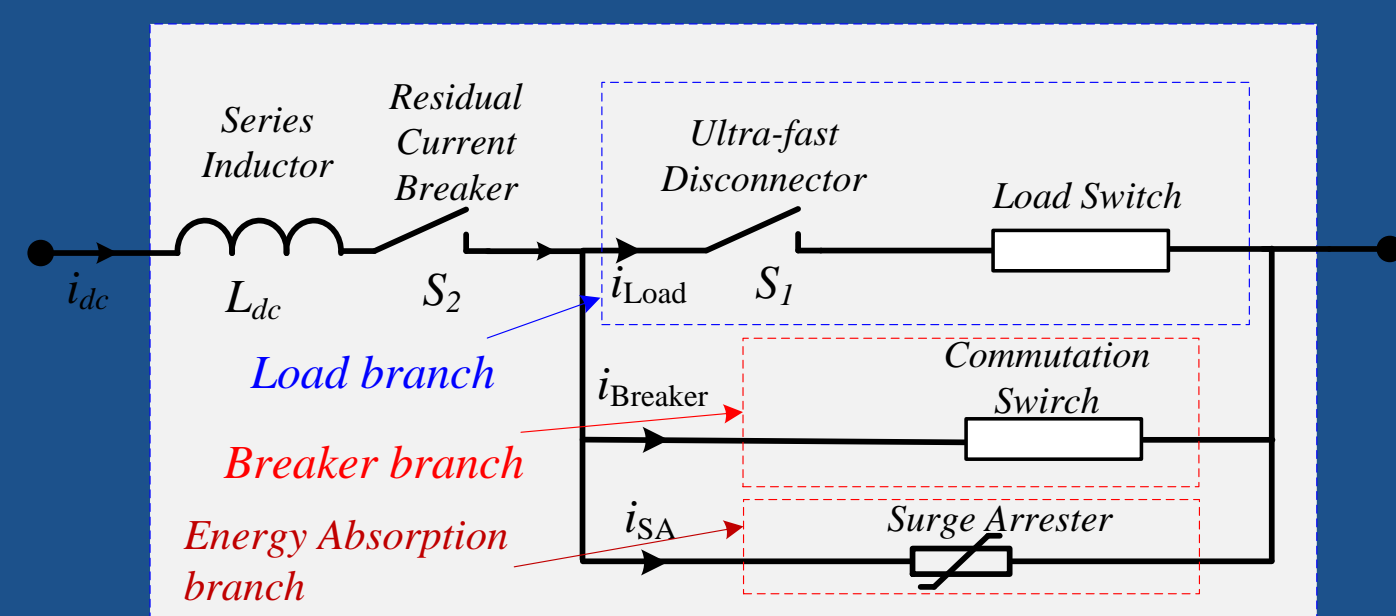 Series
Inductor
Residual
Current
Breaker
Ultra-fast
Disconnector
Load Switch
i_dc
L_dc
S_2
i_Load
S_1
Load branch
Commutation
Swirch
i_Breaker
Breaker branch
i_SA
Surge Arrester
Energy Absorption
branch